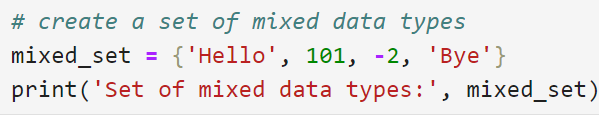 # create a set of mixed data types
mixed_set = {'Hello', 101, -2, 'Bye'}
print('Set of mixed data types:', mixed_set)